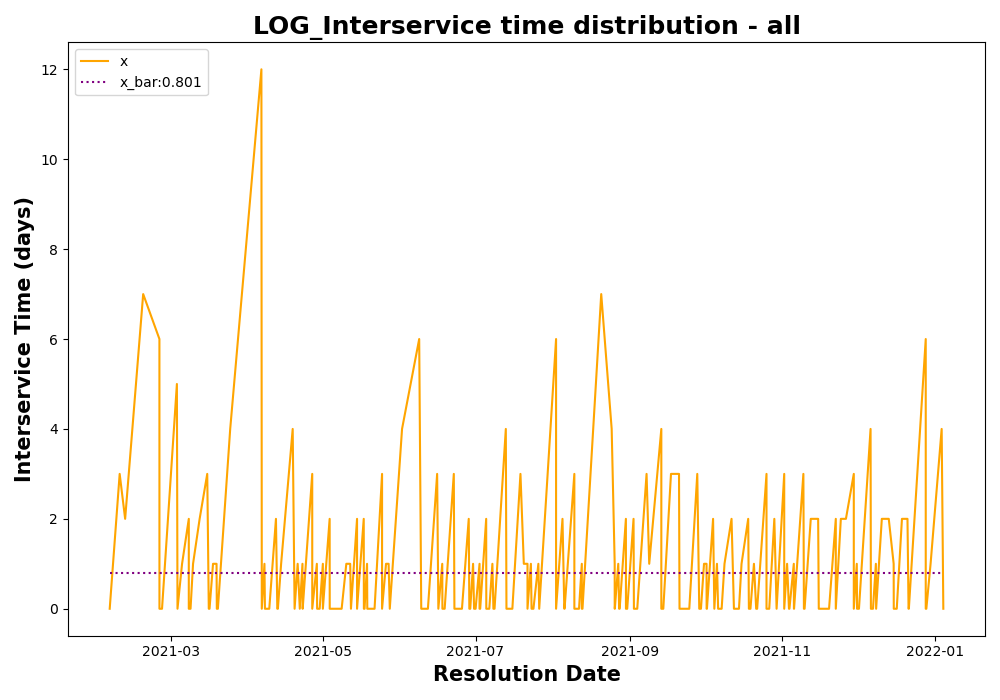 LOG_Interservice time distribution - all
x
x_bar:0.801
12
10
8
6
4
2
0
Interservice Time (days)
2021-03 2021-05 2021-07 2021-09 2021-11 2022-01
Resolution Date